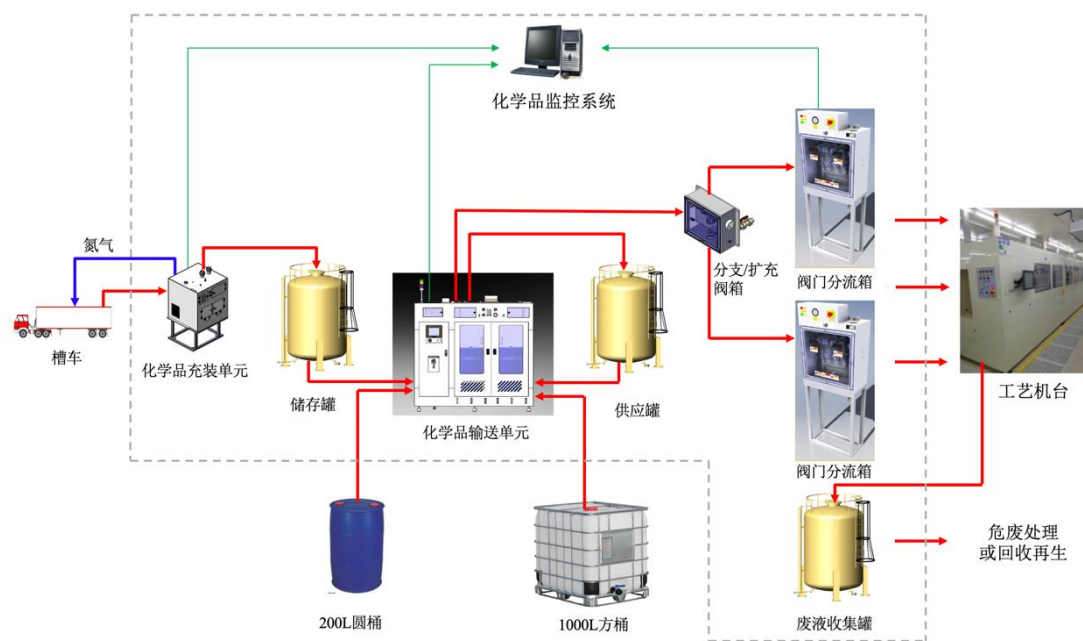 化学品监控系统
氮气
槽车
化学品充装单元
储存罐
化学品输送单元
供应罐
分支/扩充
阀箱
阀门分流箱
阀门分流箱
工艺机台
200L圆桶
1000L方桶
废液收集罐
危废处理
或回收再生